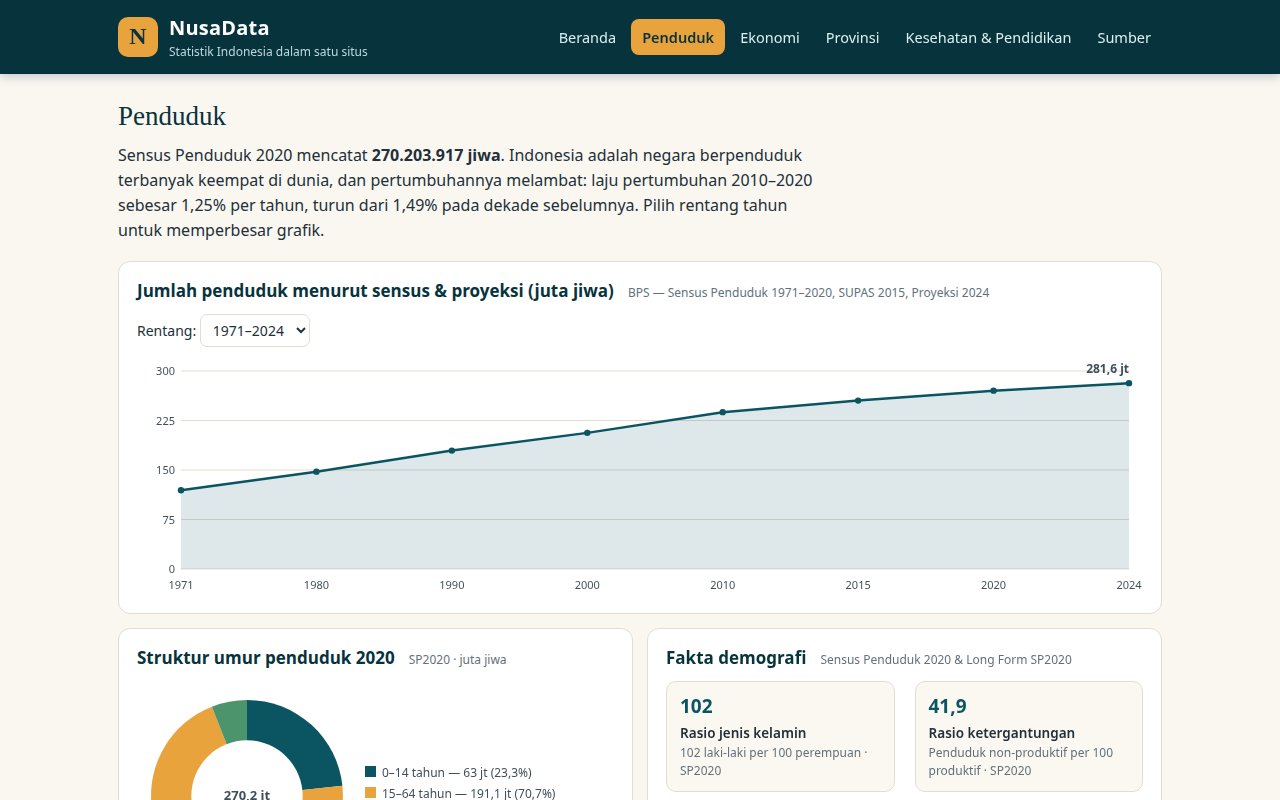 N
NusaData
Statistik Indonesia dalam satu situs
Beranda
Penduduk
Ekonomi
Provinsi
Kesehatan & Pendidikan
Sumber
Penduduk
Sensus Penduduk 2020 mencatat 270.203.917 jiwa. Indonesia adalah negara berpenduduk
terbanyak keempat di dunia, dan pertumbuhannya melambat: laju pertumbuhan 2010–2020
sebesar 1,25% per tahun, turun dari 1,49% pada dekade sebelumnya. Pilih rentang tahun
untuk memperbesar grafik.
Jumlah penduduk menurut sensus & proyeksi (juta jiwa) BPS — Sensus Penduduk 1971–2020, SUPAS 2015, Proyeksi 2024
Rentang: 1971–2024
281,6 jt
300
225
150
75
0
1971 1980 1990 2000 2010 2015 2020 2024
Struktur umur penduduk 2020 SP2020 · juta jiwa
270,2 jt
0–14 tahun — 63 jt (23,3%)
15–64 tahun — 191,1 jt (70,7%)
Fakta demografi Sensus Penduduk 2020 & Long Form SP2020
102
Rasio jenis kelamin
102 laki-laki per 100 perempuan ·
SP2020
41,9
Rasio ketergantungan
Penduduk non-produktif per 100
produktif · SP2020